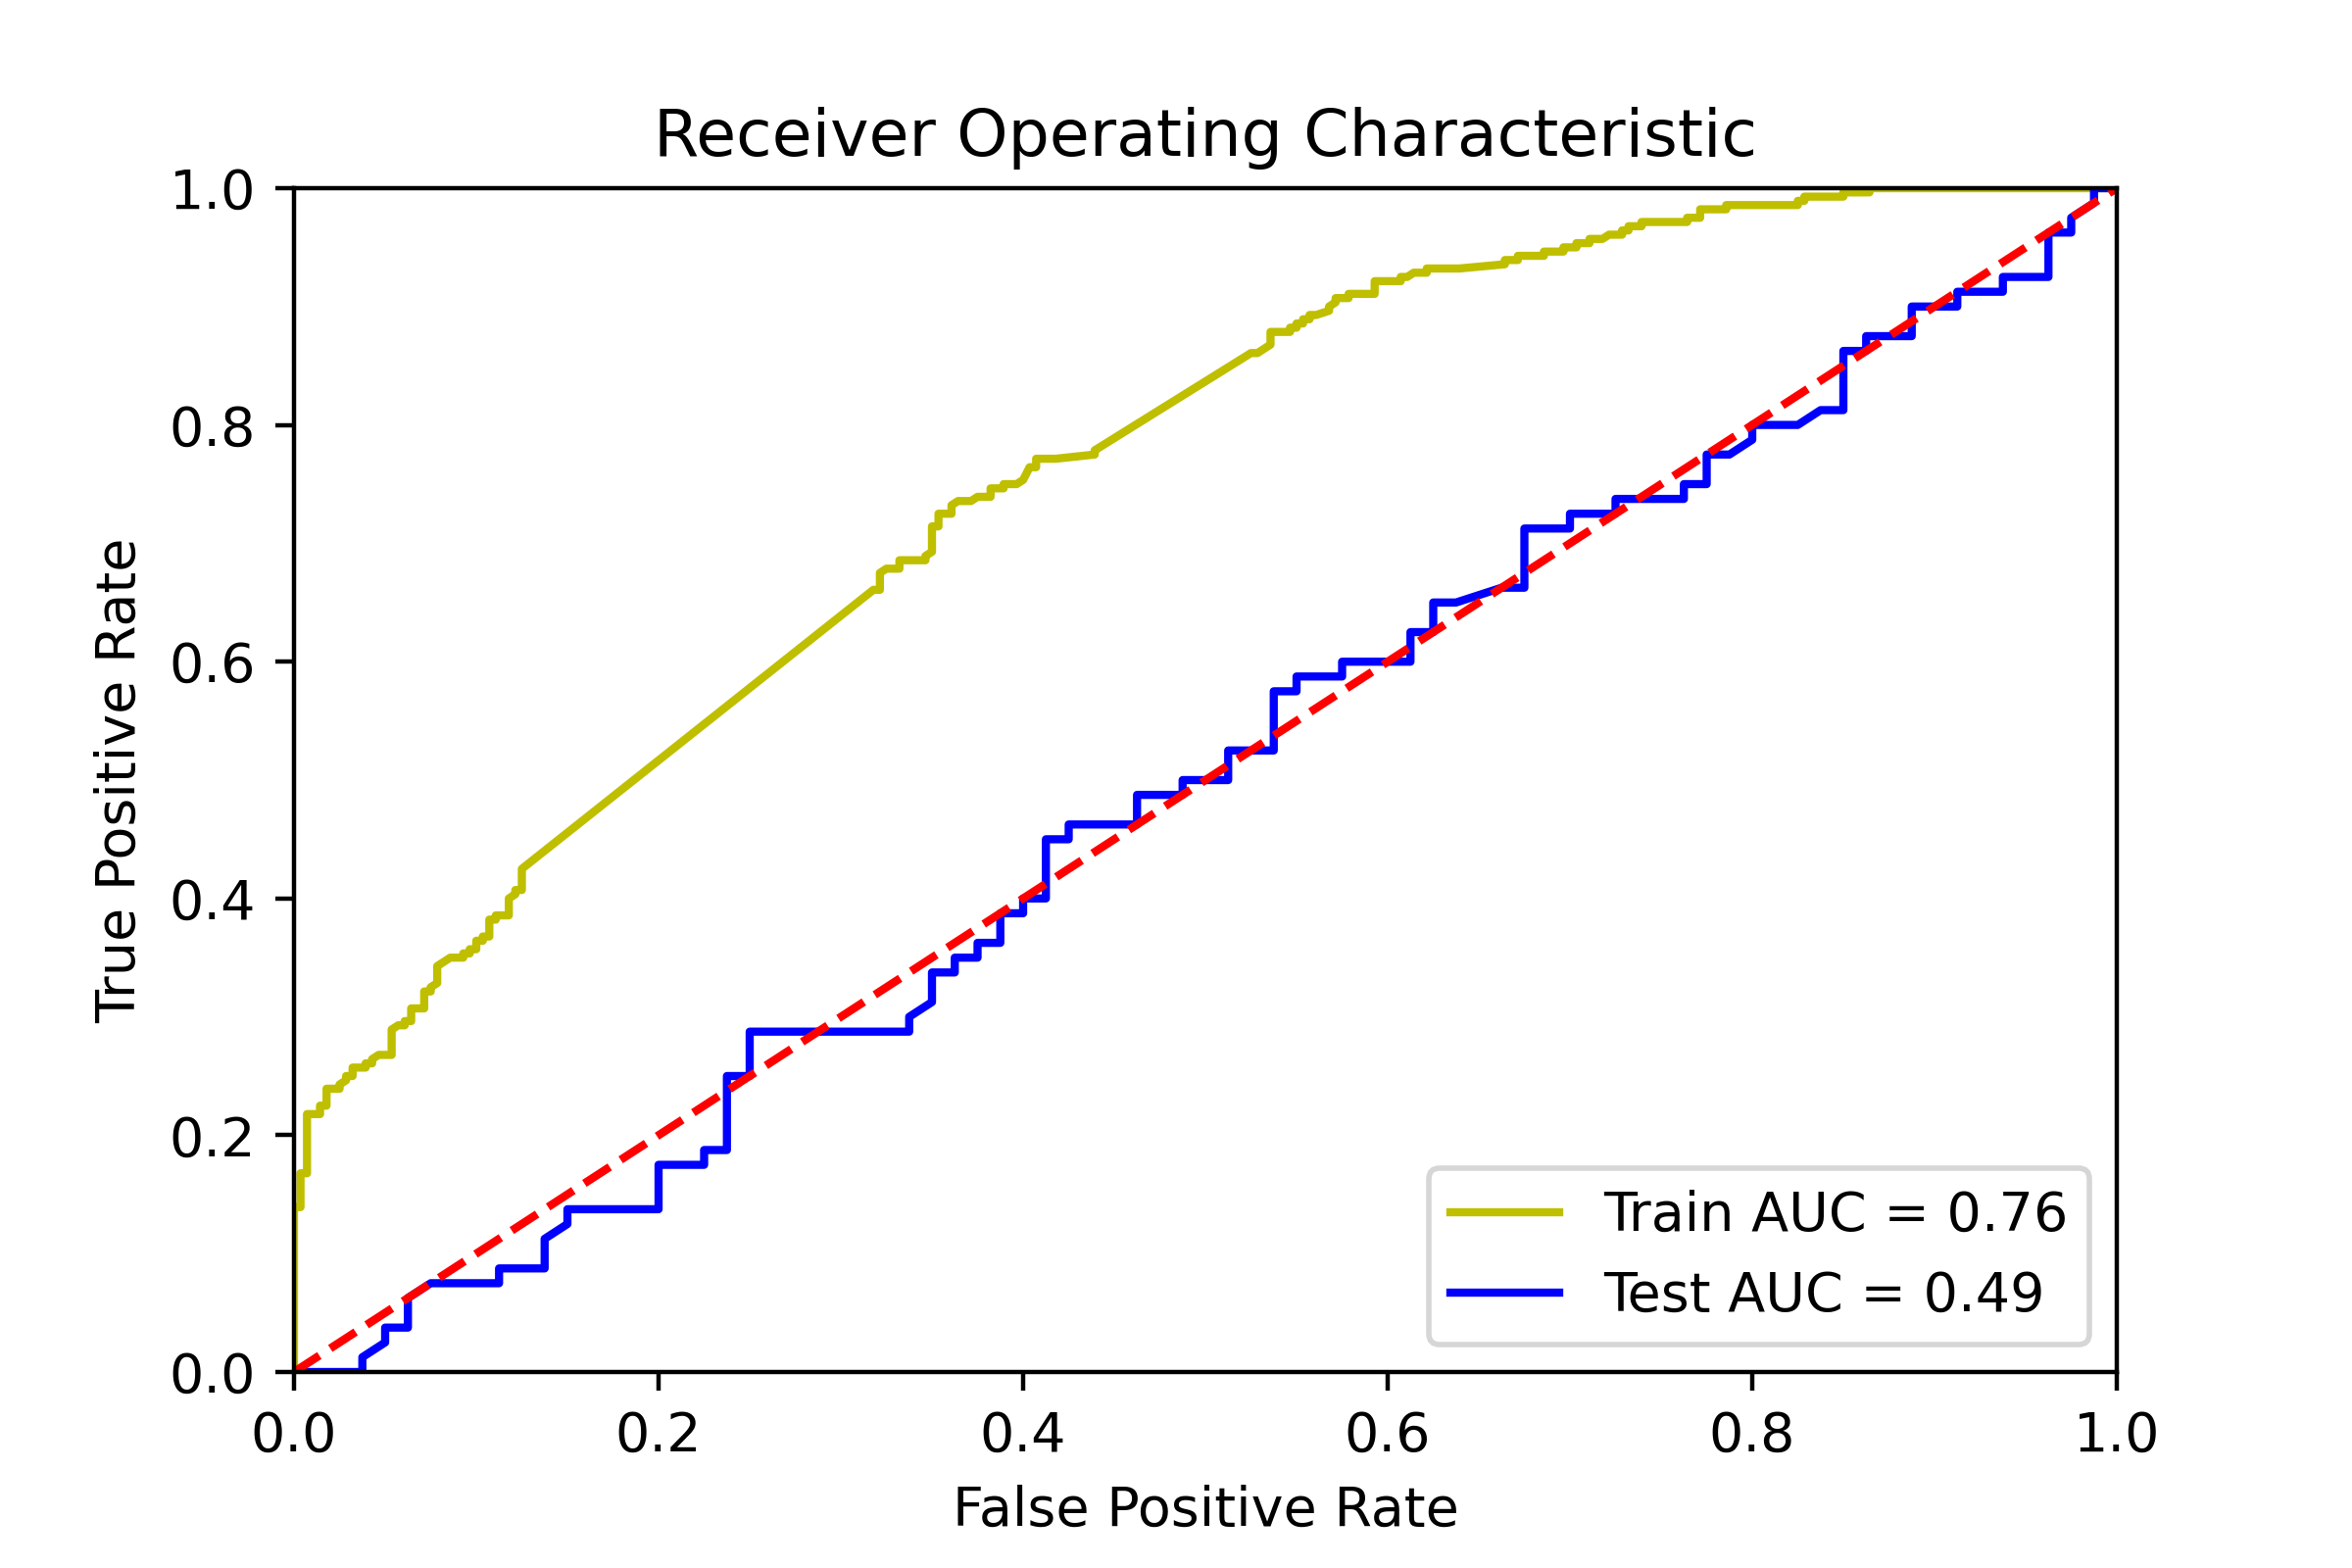 Receiver Operating Characteristic
1.0
0.8
0.6
0.4
0.2
0.0
True Positive Rate
Train AUC = 0.76
Test AUC = 0.49
0.0 0.2 0.4 0.6 0.8 1.0
False Positive Rate